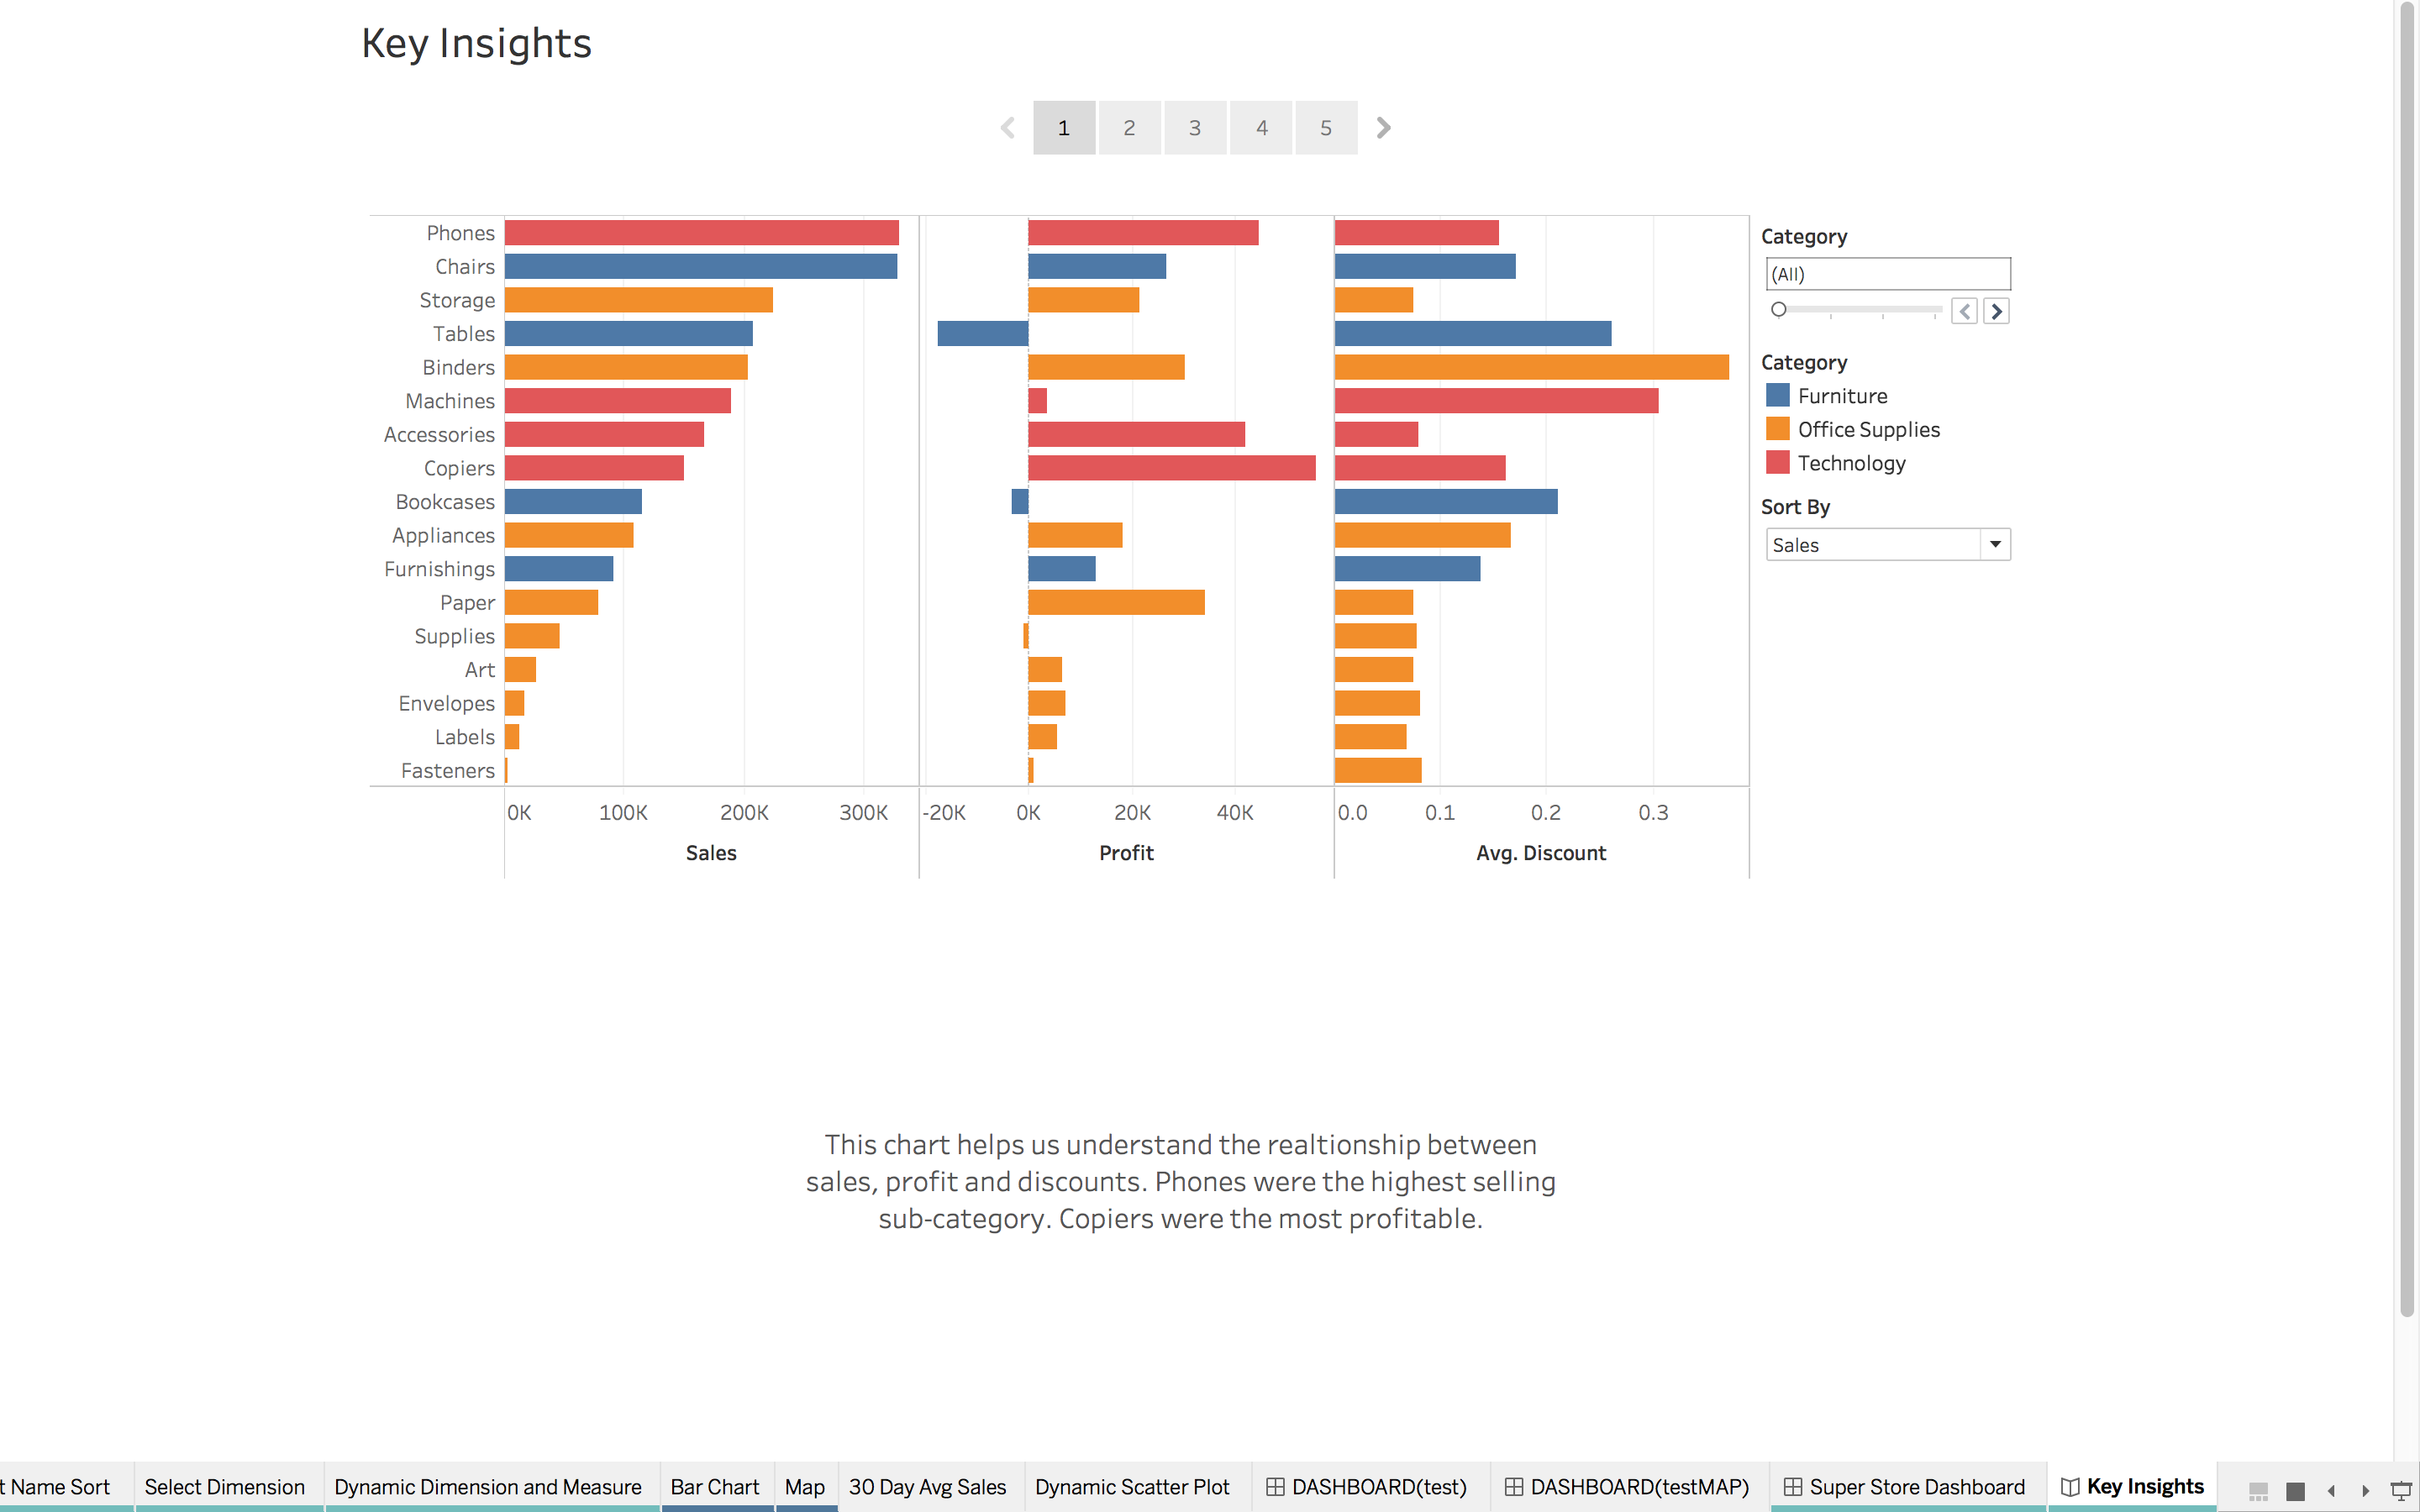 Key Insights
1 2 3 4 5
Phones
Chairs
Storage
Tables
Binders
Machines
Accessories
Copiers
Bookcases
Appliances
Furnishings
Paper
Supplies
Art
Envelopes
Labels
Fasteners
0K 100K 200K 300K -20K 0K 20K 40K 0.0 0.1 0.2 0.3
Sales Profit Avg. Discount
Category
(All)
Category
Furniture
Office Supplies
Technology
Sort By
Sales
This chart helps us understand the realtionship between
sales, profit and discounts. Phones were the highest selling
sub-category. Copiers were the most profitable.
t Name Sort Select Dimension Dynamic Dimension and Measure Bar Chart Map 30 Day Avg Sales Dynamic Scatter Plot DASHBOARD(test) DASHBOARD(testMAP) Super Store Dashboard Key Insights